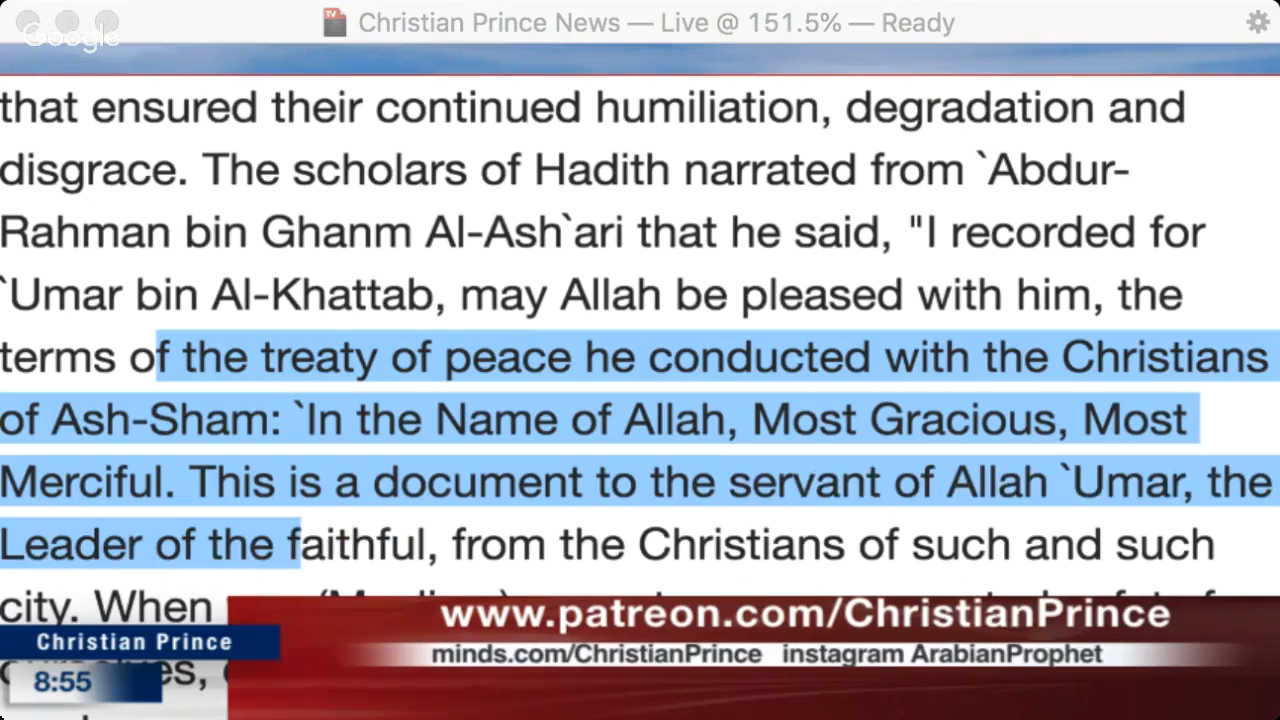 Christian Prince News — Live @ 151.5% — Ready
Google
that ensured their continued humiliation, degradation and
disgrace. The scholars of Hadith narrated from `Abdur-
Rahman bin Ghanm Al-Ash`ari that he said, "I recorded for
`Umar bin Al-Khattab, may Allah be pleased with him, the
terms of the treaty of peace he conducted with the Christians
of Ash-Sham: `In the Name of Allah, Most Gracious, Most
Merciful. This is a document to the servant of Allah `Umar, the
Leader of the faithful, from the Christians of such and such
city. When
www.patreon.com/ChristianPrince
Christian Prince
minds.com/ChristianPrince instagram ArabianProphet
8:55